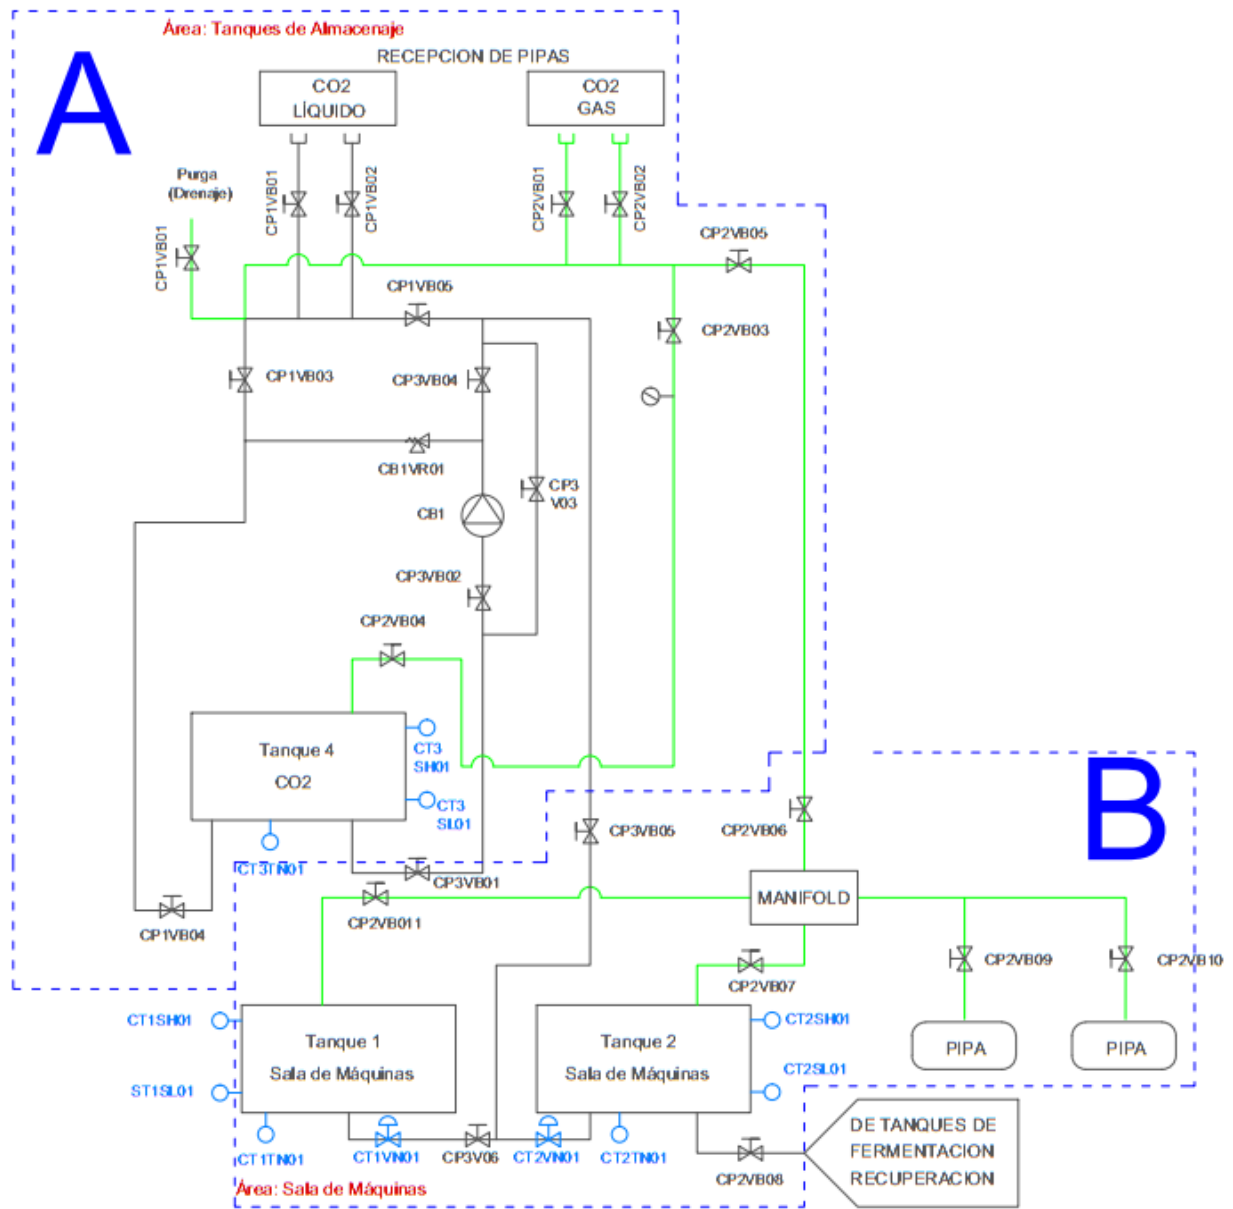 Área: Tanques de Almacenaje
A
RECEPCION DE PIPAS
CO2
LÍQUIDO
CO2
GAS
Purga
(Drenaje)
CP1VB01
CP1VB01
CP1VB02
CP2VB01
CP2VB02
CP2VB05
CP1VB05
CP2VB03
CP1VB03
CP3VB04
CB1VR01
CP3
V03
CB1
CP3VB02
CP2VB04
Tanque 4
CO2
CT3
SH01
CT3
SL01
CT3TN01
CP3VB01
CP1VB04
B
CP3VB05
CP2VB06
CP2VB011
MANIFOLD
CP2VB07
CP2VB09
CP2VB10
CT1SH01
Tanque 1
Sala de Máquinas
ST1SL01
Tanque 2
Sala de Máquinas
CT2SH01
CT2SL01
PIPA
PIPA
CT1TN01
CT1VN01
CP3V06
CT2VN01
CT2TN01
CP2VB08
DE TANQUES DE
FERMENTACION
RECUPERACION
Área: Sala de Máquinas